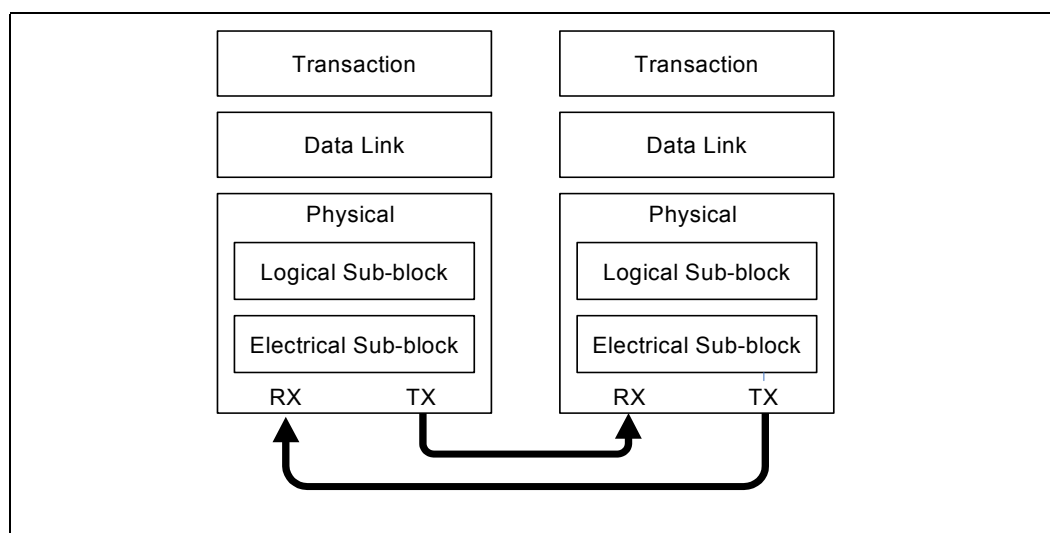 Transaction
Data Link
Physical
Logical Sub-block
Electrical Sub-block
RX TX
Transaction
Data Link
Physical
Logical Sub-block
Electrical Sub-block
RX TX